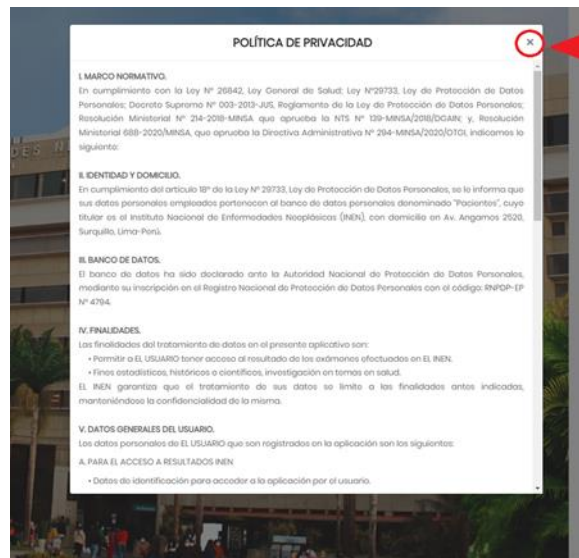 POLÍTICA DE PRIVACIDAD
×
I. MARCO NORMATIVO.
En cumplimiento con la Ley N° 26842, Ley General de Salud; Ley N°29733, Ley de Protección de Datos
Personales; Decreto Supremo N° 003-2013-JUS, Reglamento de la Ley de Protección de Datos Personales;
Resolución Ministerial N° 214-2018-MINSA que aprueba la NTS N° 139-MINSA/2018/DGAIN; y, Resolución
Ministerial 688-2020/MINSA, que aprueba la Directiva Administrativa N° 294-MINSA/2020/OTGI, indicamos lo
siguiente:
II. IDENTIDAD Y DOMICILIO.
En cumplimiento del artículo 18° de la Ley N° 29733, Ley de Protección de Datos Personales, se le informa que
sus datos personales empleados pertenecen al banco de datos personales denominado "Pacientes", cuyo
titular es el Instituto Nacional de Enfermedades Neoplásicas (INEN), con domicilio en Av. Angamos 2520,
Surquillo, Lima-Perú.
III. BANCO DE DATOS.
El banco de datos ha sido declarado ante la Autoridad Nacional de Protección de Datos Personales,
mediante su inscripción en el Registro Nacional de Protección de Datos Personales con el código: RNPDP-EP
N° 4794.
IV. FINALIDADES.
Las finalidades del tratamiento de datos en el presente aplicativo son:
• Permitir a EL USUARIO tener acceso al resultado de los exámenes efectuados en EL INEN.
• Fines estadísticos, históricos o científicos, investigación en temas en salud.
EL INEN garantiza que el tratamiento de sus datos se limita a las finalidades antes indicadas,
manteniéndose la confidencialidad de la misma.
V. DATOS GENERALES DEL USUARIO.
Los datos personales de EL USUARIO que son registrados en la aplicación son los siguientes:
A. PARA EL ACCESO A RESULTADOS INEN
• Datos de identificación para acceder a la aplicación por el usuario.